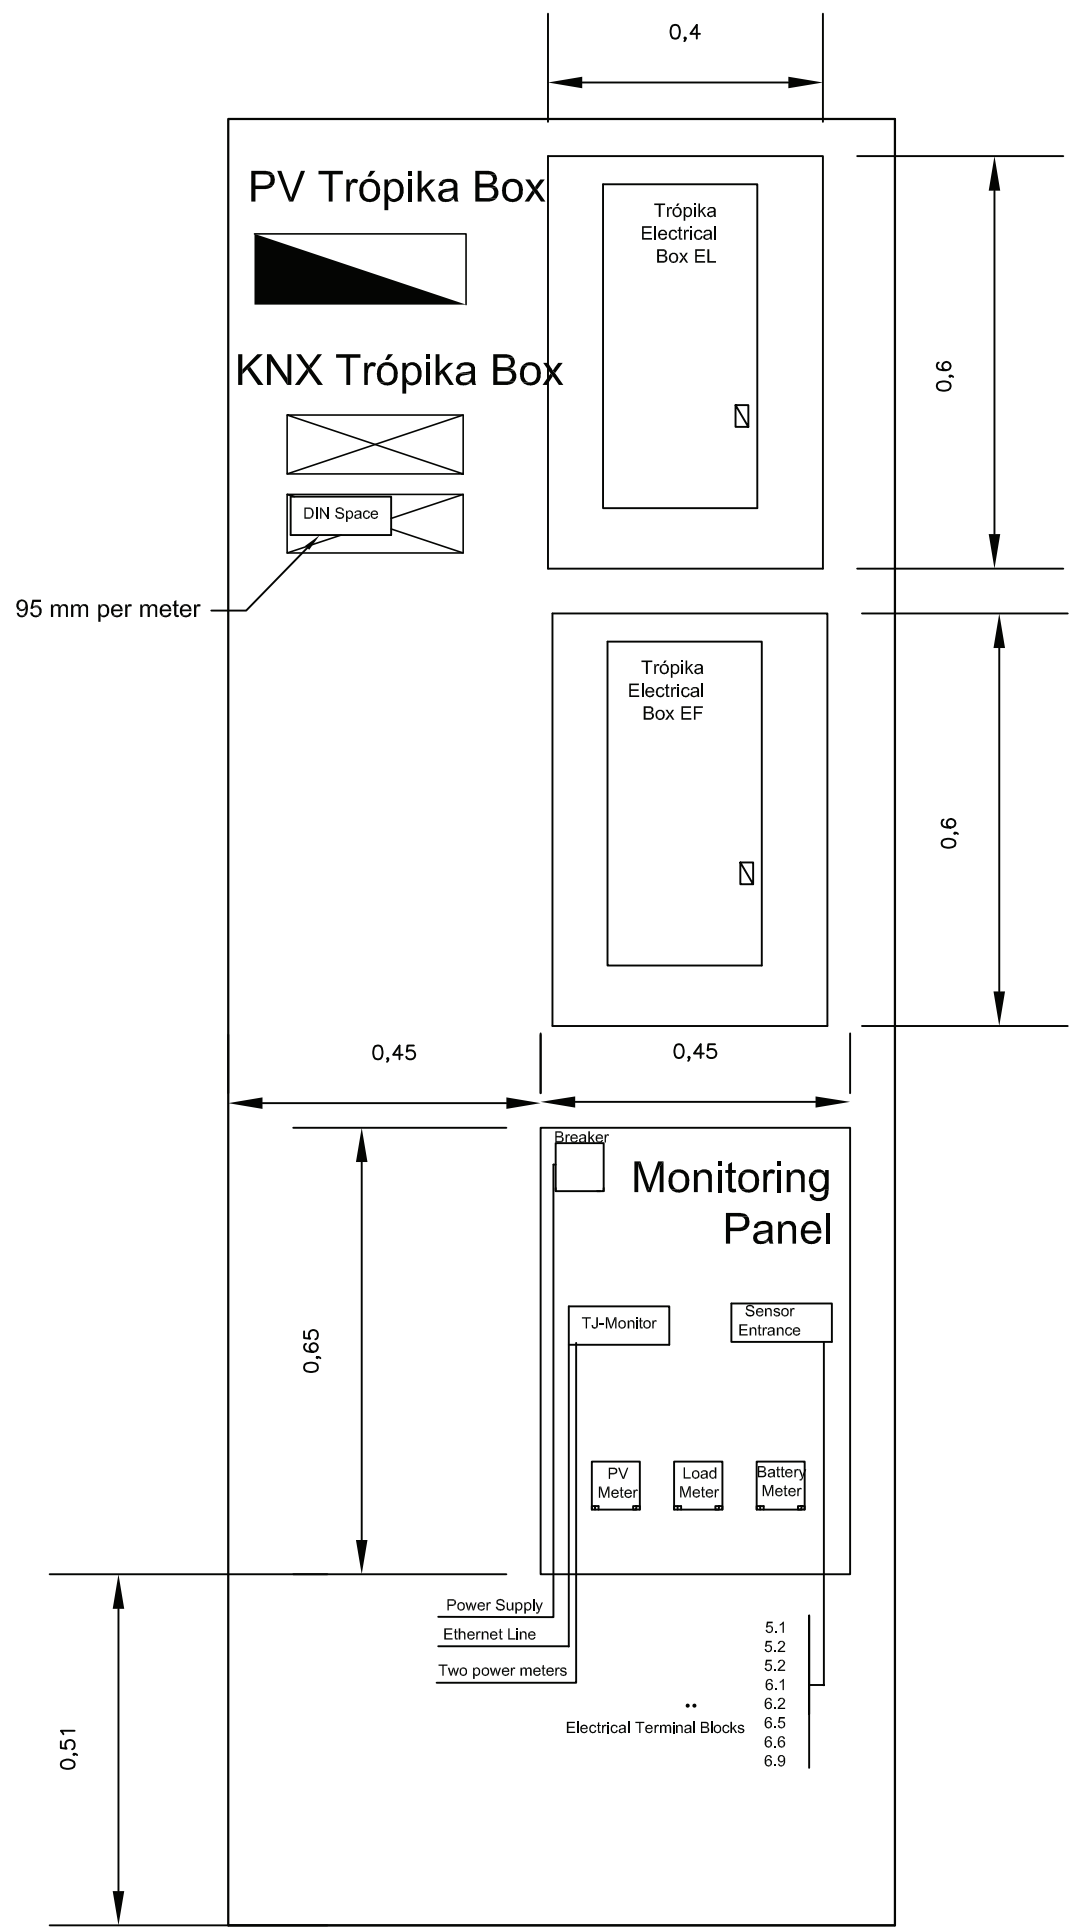 0,4
PV Trópika Box
Trópika
Electrical
Box EL
KNX Trópika Box
0,6
DIN Space
95 mm per meter
Trópika
Electrical
Box EF
0,6
0,45
0,45
Breaker
Monitoring
Panel
TJ-Monitor
Sensor
Entrance
0,65
PV
Meter
Load
Meter
Battery
Meter
Power Supply
Ethernet Line
Two power meters
5.1
5.2
5.2
6.1
6.2
6.5
6.6
6.9
Electrical Terminal Blocks
0,51